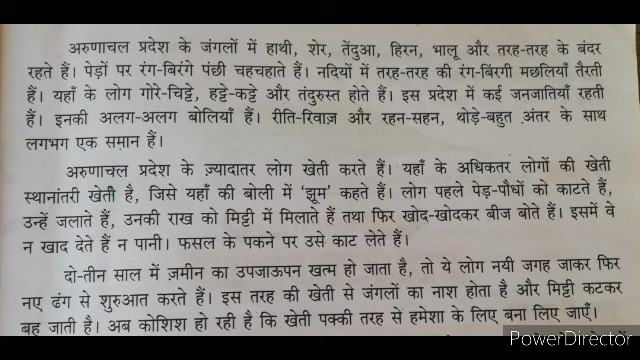 अरुणाचल प्रदेश के जंगलों में हाथी, शेर, तेंदुआ, हिरन, भालू और तरह-तरह के बंदर
रहते हैं। पेड़ों पर रंग-बिरंगे पंछी चहचहाते हैं। नदियों में तरह-तरह की रंग-बिंरगी मछलियाँ तैरती
हैं। यहाँ के लोग गोरे-चिट्टे, हट्टे-कट्टे और तंदुरुस्त होते हैं। इस प्रदेश में कई जनजातियाँ रहती
हैं। इनकी अलग-अलग बोलियाँ हैं। रीति-रिवाज़ और रहन-सहन, थोड़े-बहुत अंतर के साथ
लगभग एक समान हैं।
अरुणाचल प्रदेश के ज़्यादातर लोग खेती करते हैं। यहाँ के अधिकतर लोगों की खेती
स्थानांतरी खेती है, जिसे यहाँ की बोली में 'झूम' कहते हैं। लोग पहले पेड़-पौधों को काटते हैं,
उन्हें जलाते हैं, उनकी राख को मिट्टी में मिलाते हैं तथा फिर खोद-खोदकर बीज बोते हैं। इसमें वे
न खाद देते हैं न पानी। फसल के पकने पर उसे काट लेते हैं।
दो-तीन साल में ज़मीन का उपजाऊपन खत्म हो जाता है, तो ये लोग नयी जगह जाकर फिर
नए ढंग से शुरुआत करते हैं। इस तरह की खेती से जंगलों का नाश होता है और मिट्टी कटकर
बह जाती है। अब कोशिश हो रही है कि खेती पक्की तरह से हमेशा के लिए बना लिए जाएँ।
PowerDirector